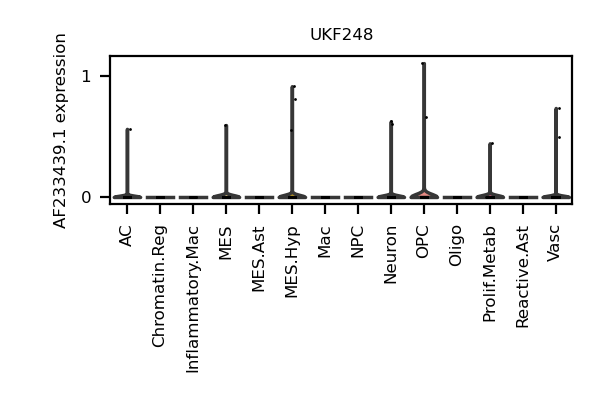 UKF248
AF233439.1 expression
1
0
AC
Chromatin.Reg
Inflammatory.Mac
MES
MES.Ast
MES.Hyp
Mac
NPC
Neuron
OPC
Oligo
Prolif.Metab
Reactive.Ast
Vasc